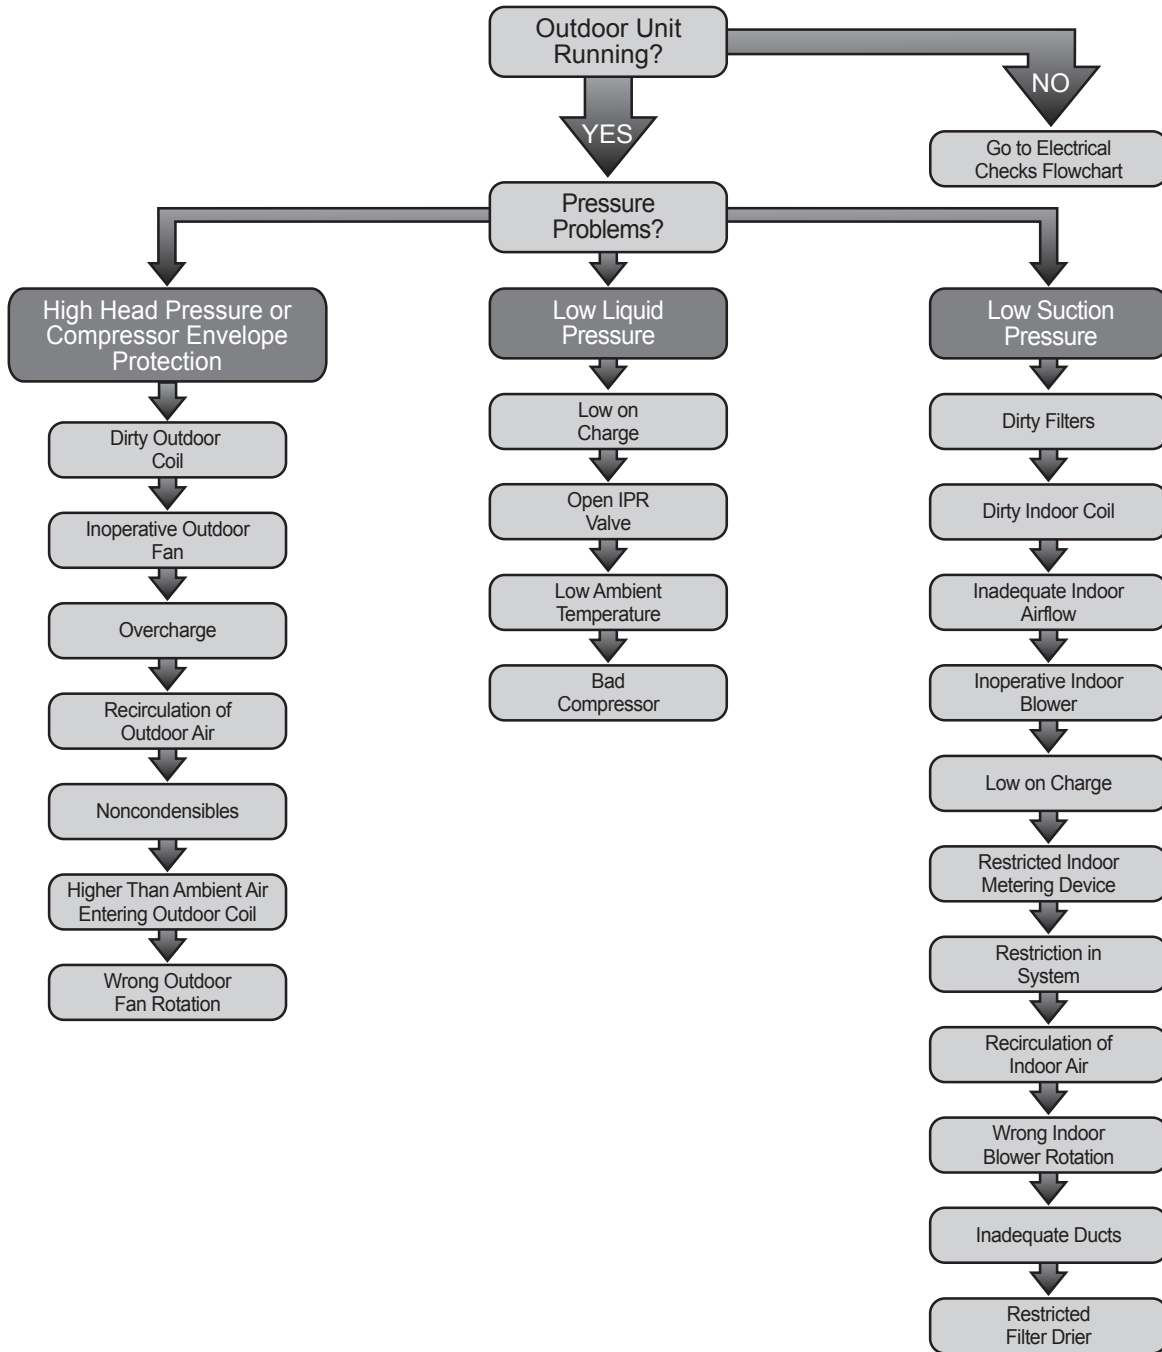 Outdoor Unit
Running?
NO
YES
Go to Electrical
Checks Flowchart
Pressure
Problems?
High Head Pressure or
Compressor Envelope
Protection
Dirty Outdoor
Coil
Inoperative Outdoor
Fan
Overcharge
Recirculation of
Outdoor Air
Noncondensibles
Higher Than Ambient Air
Entering Outdoor Coil
Wrong Outdoor
Fan Rotation
Low Liquid
Pressure
Low on
Charge
Open IPR
Valve
Low Ambient
Temperature
Bad
Compressor
Low Suction
Pressure
Dirty Filters
Dirty Indoor Coil
Inadequate Indoor
Airflow
Inoperative Indoor
Blower
Low on Charge
Restricted Indoor
Metering Device
Restriction in
System
Recirculation of
Indoor Air
Wrong Indoor
Blower Rotation
Inadequate Ducts
Restricted
Filter Drier